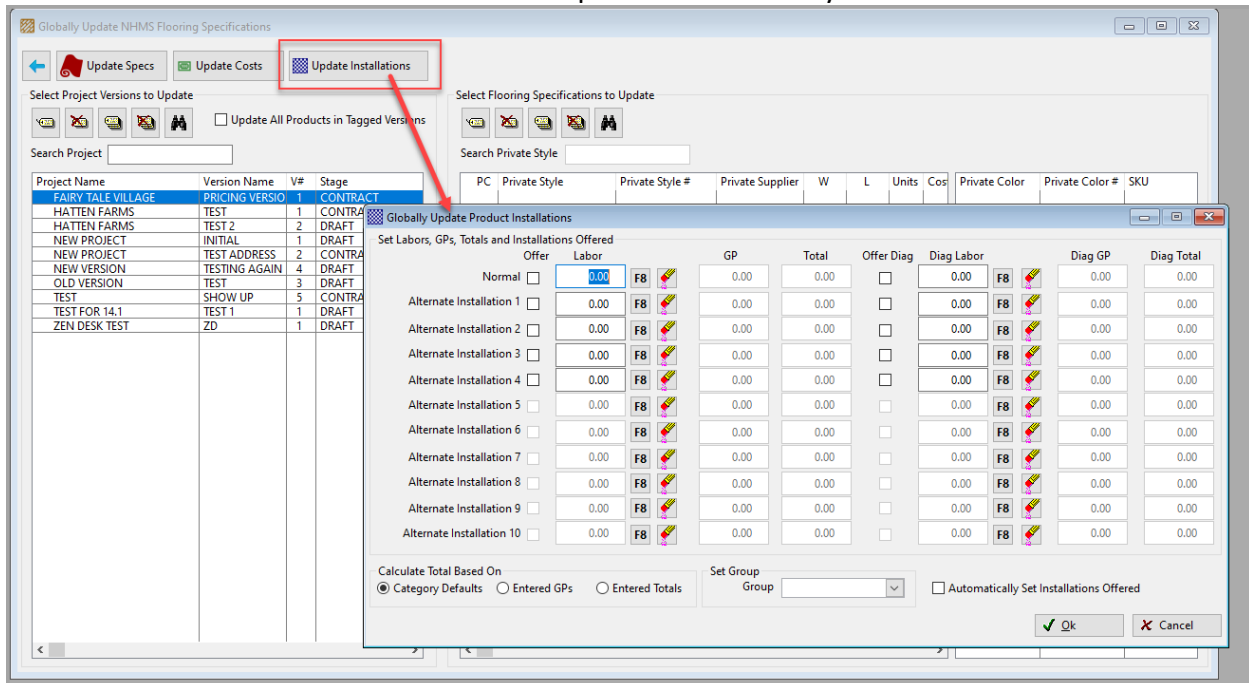 Globally Update NHMS Flooring Specifications
Update Specs Update Costs Update Installations
Select Project Versions to Update Select Flooring Specifications to Update
Update All Products in Tagged Versions
Search Project Search Private Style
Project Name Version Name V# Stage PC Private Style Private Style # Private Supplier W L Units Cos Private Color Private Color # SKU
FAIRY TALE VILLAGE PRICING VERSIO 1 CONTRACT
HATTEN FARMS TEST 1 CONTRA
HATTEN FARMS TEST 2 2 DRAFT
NEW PROJECT INITIAL 1 DRAFT
NEW PROJECT TEST ADDRESS 2 CONTRA
NEW VERSION TESTING AGAIN 4 DRAFT
OLD VERSION TEST 3 DRAFT
TEST SHOW UP 5 CONTRA
TEST FOR 14.1 TEST 1 1 DRAFT
ZEN DESK TEST ZD 1 DRAFT
Globally Update Product Installations
Set Labors, GPs, Totals and Installations Offered
Offer Labor GP Total Offer Diag Diag Labor Diag GP Diag Total
Normal 0.00 F8 0.00 0.00 0.00 F8 0.00 0.00
Alternate Installation 1 0.00 F8 0.00 0.00 0.00 F8 0.00 0.00
Alternate Installation 2 0.00 F8 0.00 0.00 0.00 F8 0.00 0.00
Alternate Installation 3 0.00 F8 0.00 0.00 0.00 F8 0.00 0.00
Alternate Installation 4 0.00 F8 0.00 0.00 0.00 F8 0.00 0.00
Alternate Installation 5 0.00 F8 0.00 0.00 0.00 F8 0.00 0.00
Alternate Installation 6 0.00 F8 0.00 0.00 0.00 F8 0.00 0.00
Alternate Installation 7 0.00 F8 0.00 0.00 0.00 F8 0.00 0.00
Alternate Installation 8 0.00 F8 0.00 0.00 0.00 F8 0.00 0.00
Alternate Installation 9 0.00 F8 0.00 0.00 0.00 F8 0.00 0.00
Alternate Installation 10 0.00 F8 0.00 0.00 0.00 F8 0.00 0.00
Calculate Total Based On Set Group
Category Defaults Entered GPs Entered Totals Group Automatically Set Installations Offered
Ok Cancel